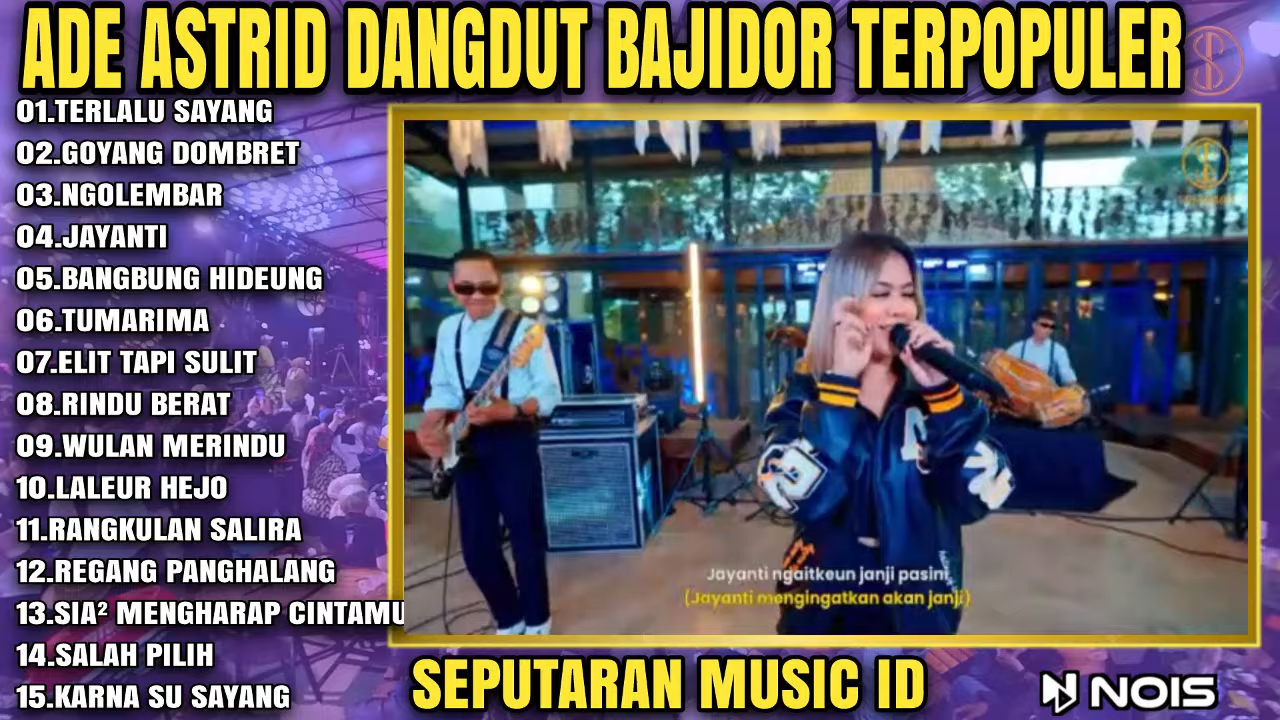 ADE ASTRID DANGDUT BAJIDOR TERPOPULER
01.TERLALU SAYANG
02.GOYANG DOMBRET
03.NGOLEMBAR
04.JAYANTI
05.BANGBUNG HIDEUNG
06.TUMARIMA
07.ELIT TAPI SULIT
08.RINDU BERAT
09.WULAN MERINDU
10.LALEUR HEJO
11.RANGKULAN SALIRA
12.REGANG PANGHALANG
13.SIA² MENGHARAP CINTAMU
14.SALAH PILIH
15.KARNA SU SAYANG
Jayanti ngaitkeun janji pasini
(Jayanti mengingatkan akan janji)
SEPUTARAN MUSIC ID
NOIS